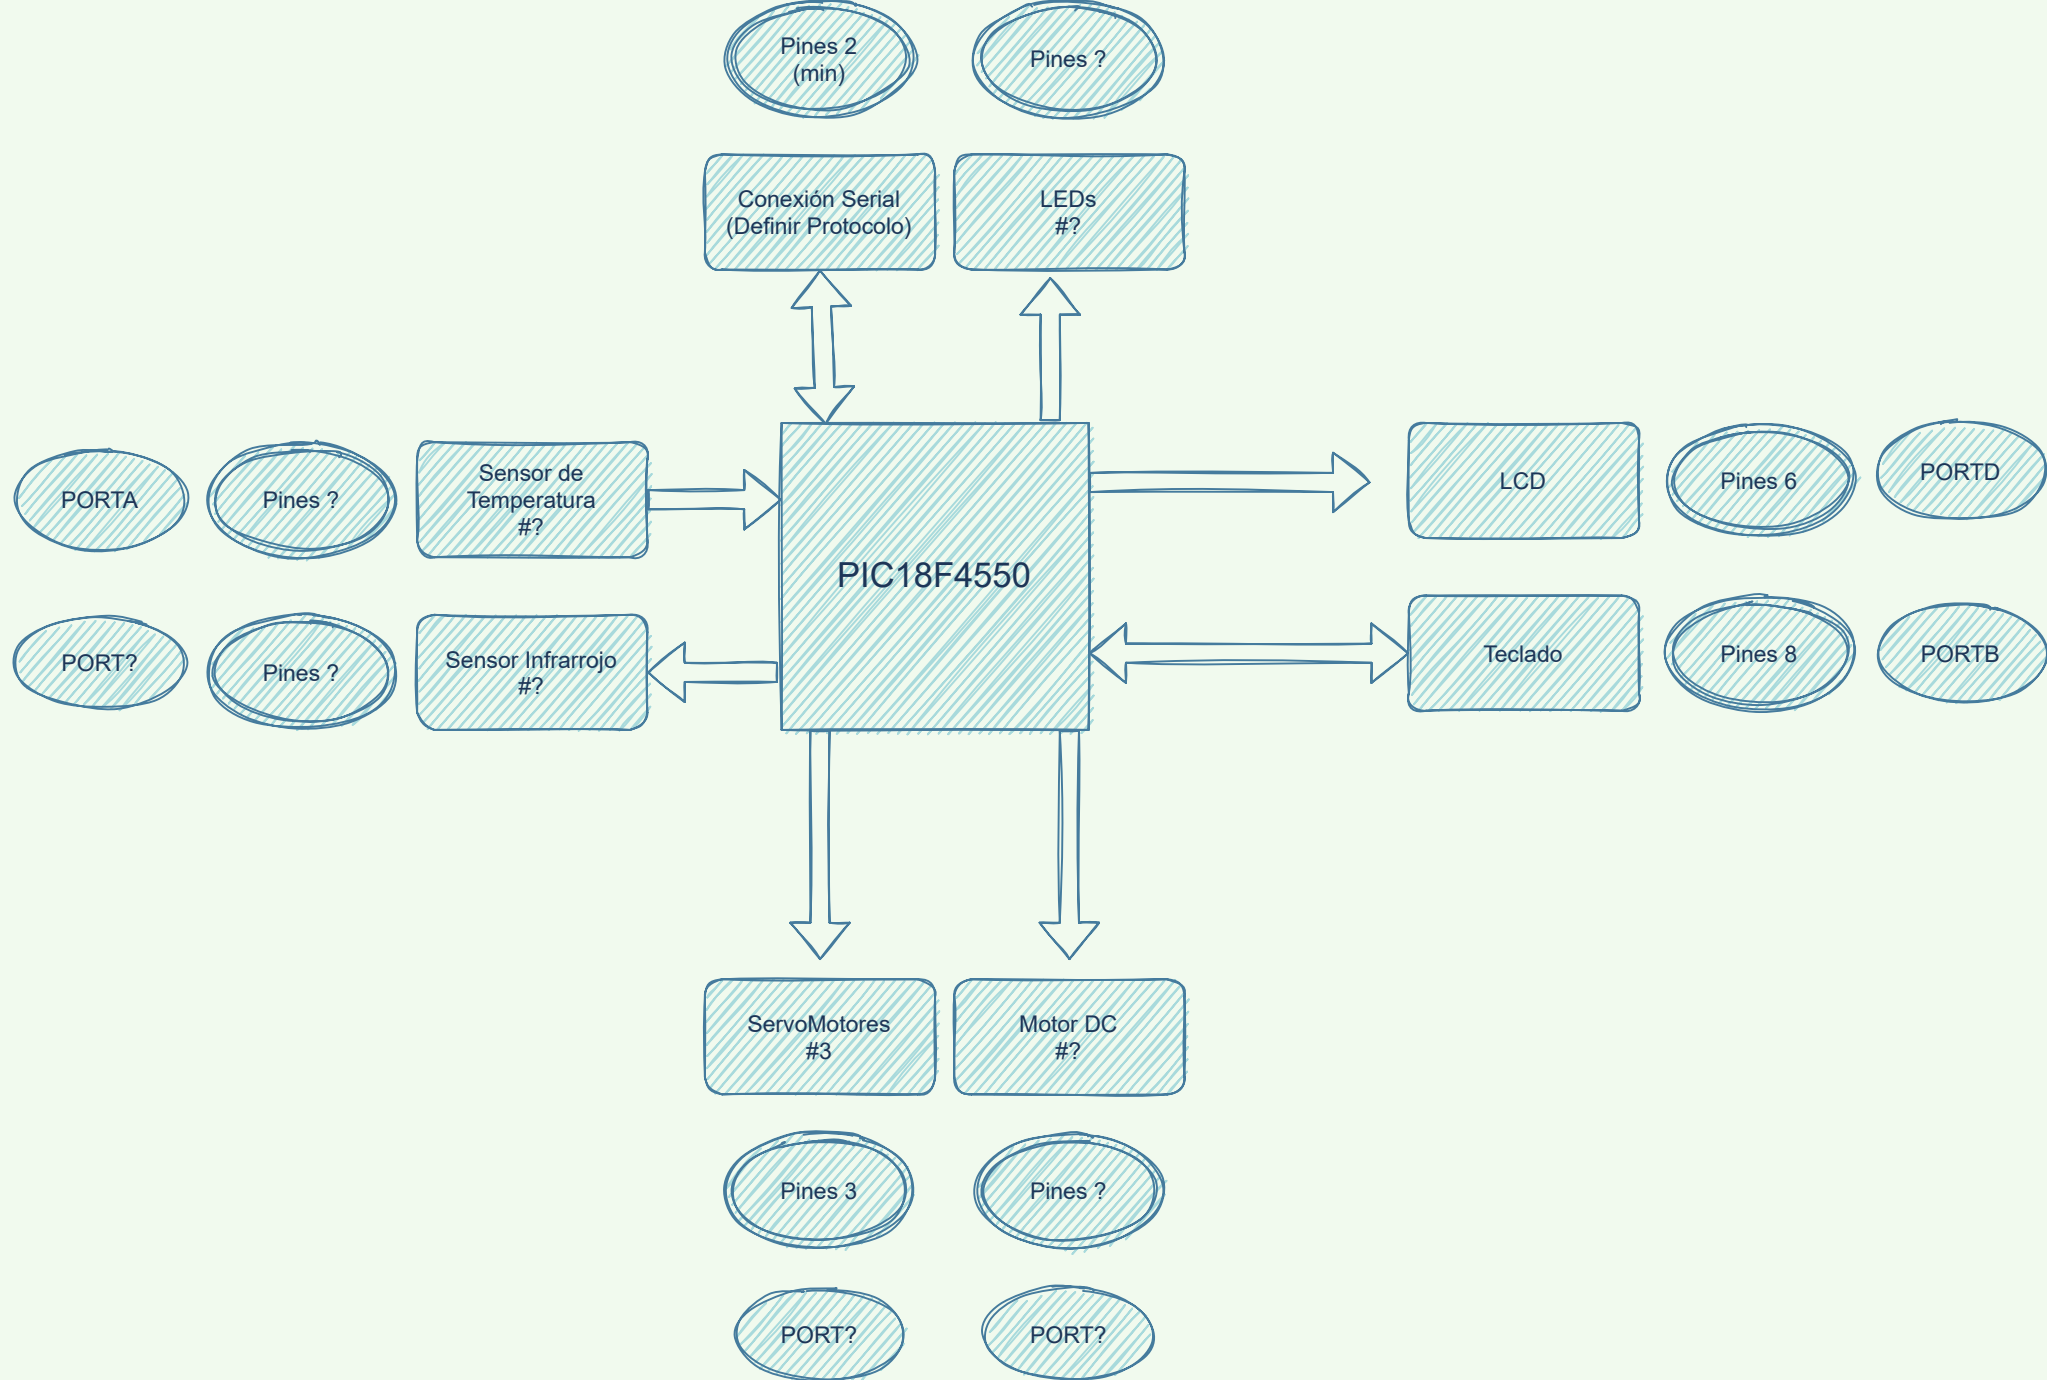 Pines 2
(min)
Pines ?
Conexión Serial
(Definir Protocolo)
LEDs
#?
PORTA
Pines ?
Sensor de
Temperatura
#?
LCD
Pines 6
PORTD
PIC18F4550
PORT?
Pines ?
Sensor Infrarrojo
#?
Teclado
Pines 8
PORTB
ServoMotores
#3
Motor DC
#?
Pines 3
Pines ?
PORT?
PORT?